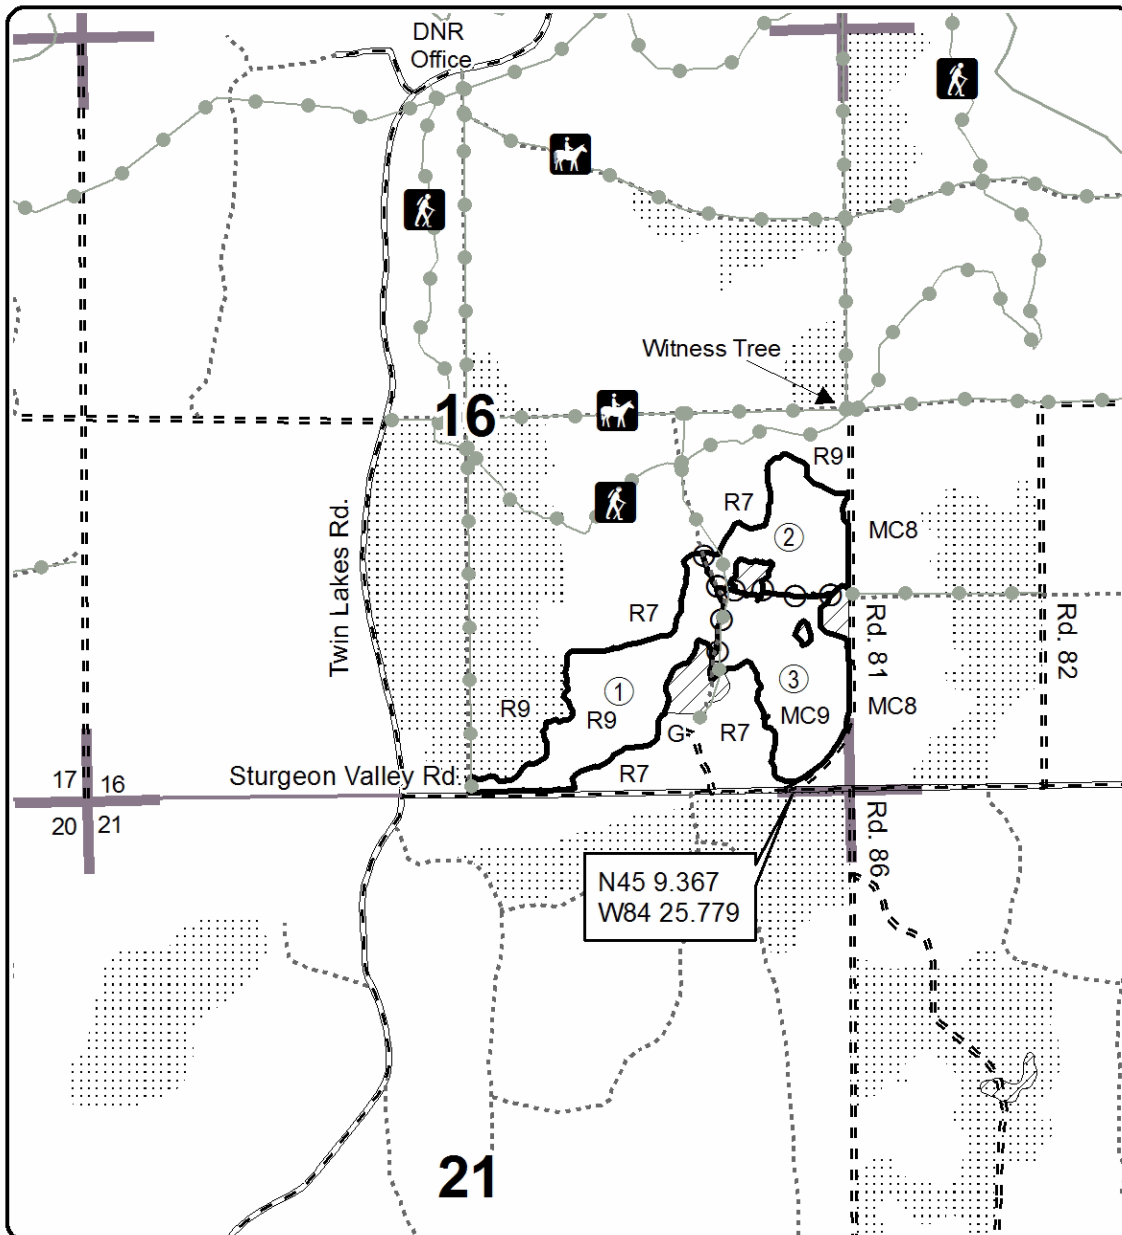 DNR
Office
Witness Tree
16
R9
R7
MC8
2
Twin Lakes Rd.
R7
Rd. 81
Rd. 82
1
3
R9
R9
MC9
MC8
G
R7
R7
Sturgeon Valley Rd.
17 16
20 21
Rd. 86
N45 9.367
W84 25.779
21